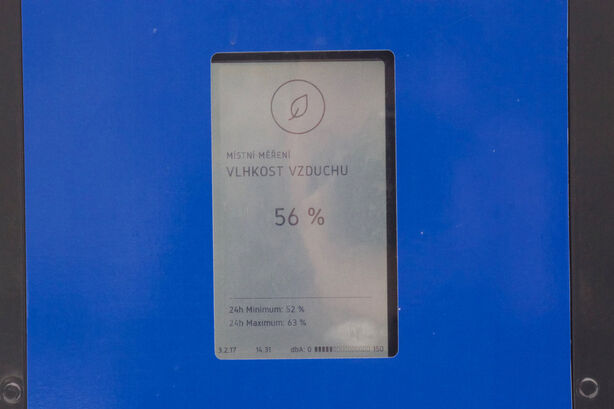 MÍSTNÍ MĚŘENÍ
VLHKOST VZDUCHU
56 %
24h Minimum: 52 %
24h Maximum: 63 %
3.2.17 14:31 dbA: 0 150